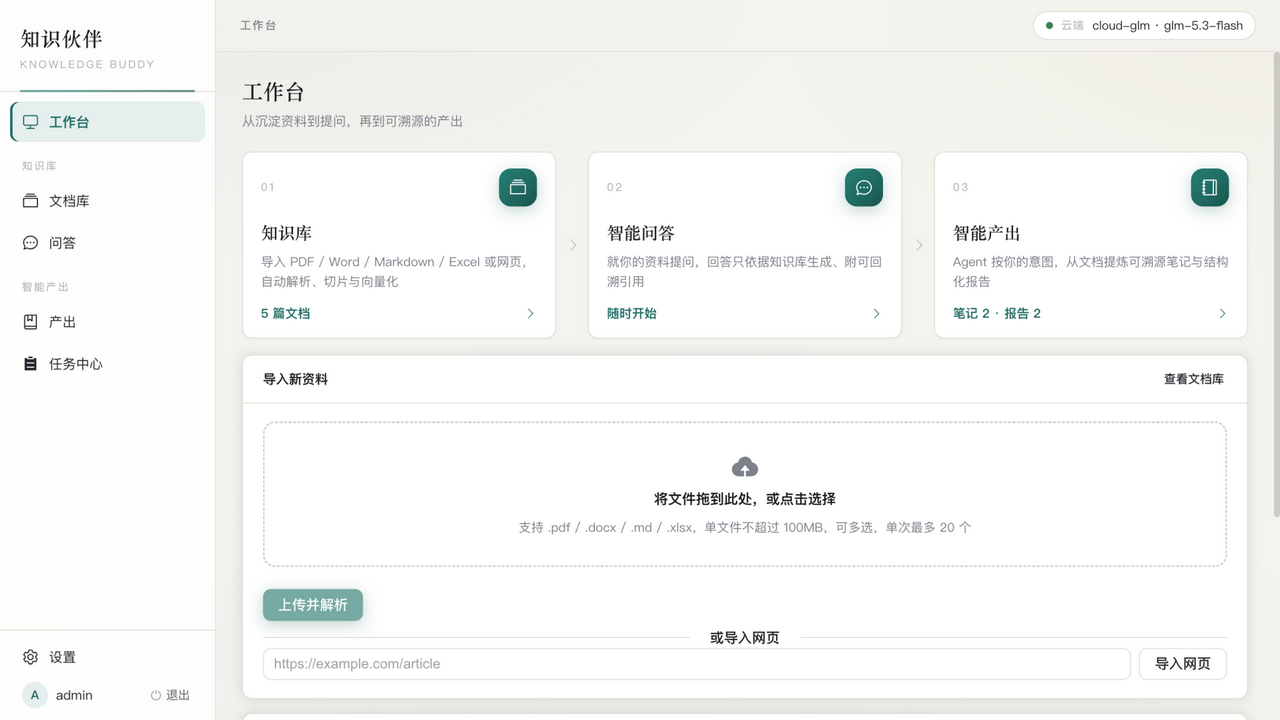 知识伙伴
KNOWLEDGE BUDDY
工作台
知识库
文档库
问答
智能产出
产出
任务中心
设置
A admin 退出
工作台
云端 cloud-glm · glm-5.3-flash
工作台
从沉淀资料到提问，再到可溯源的产出
01
知识库
导入 PDF / Word / Markdown / Excel 或网页，
自动解析、切片与向量化
5 篇文档
02
智能问答
就你的资料提问，回答只依据知识库生成、附可回
溯引用
随时开始
03
智能产出
Agent 按你的意图，从文档提炼可溯源笔记与结构
化报告
笔记 2 · 报告 2
导入新资料 查看文档库
将文件拖到此处，或点击选择
支持 .pdf / .docx / .md / .xlsx，单文件不超过 100MB，可多选，单次最多 20 个
上传并解析
或导入网页
https://example.com/article 导入网页